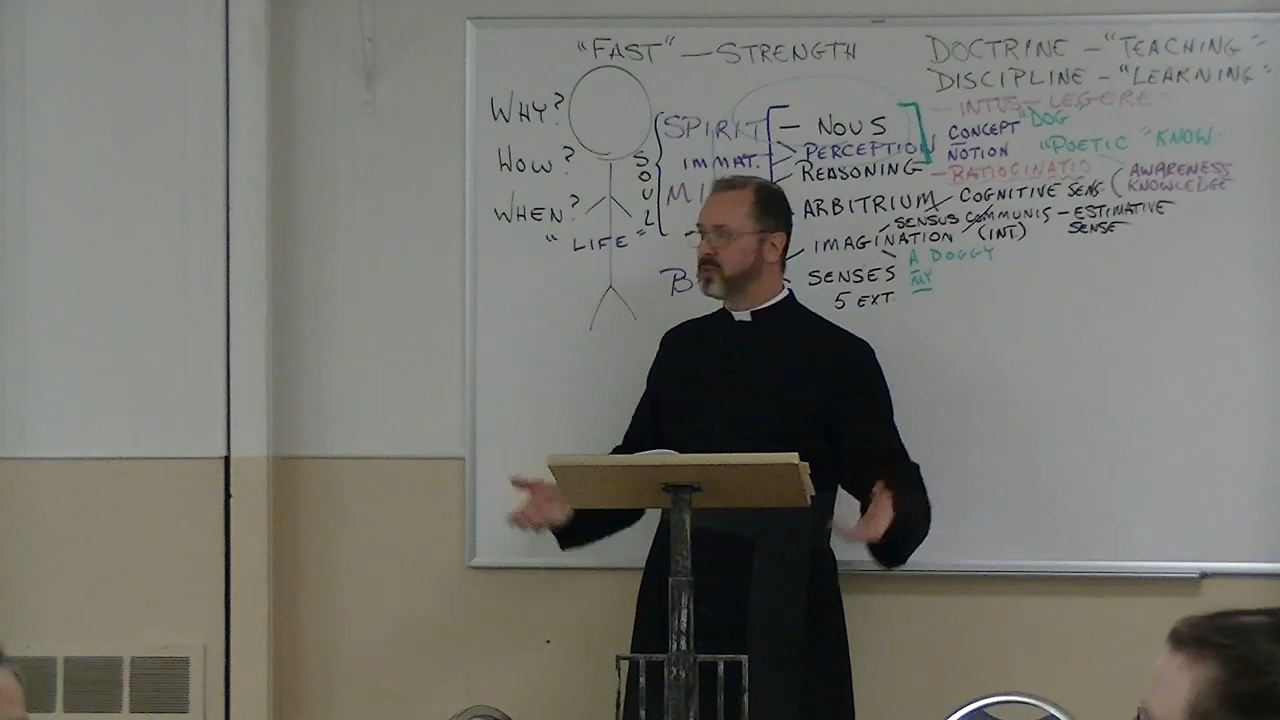 "FAST" — STRENGTH
DOCTRINE - "TEACHING"-
DISCIPLINE - "LEARNING"-
WHY?
HOW?
WHEN?
"LIFE"
SOUL
SPIRIT
IMMAT.
— NOUS
PERCEPTION
REASONING
ARBITRIUM
IMAGINATION (INT)
SENSES
5 EXT
— INTUS — LEGERE
CONCEPT "DOG
NOTION
"POETIC "KNOW-
— RATIOCINATIO
AWARENESS
KNOWLEDGE
COGNITIVE SENS
SENSUS COMMUNIS — ESTIMATIVE
SENSE
A DOGGY
MY